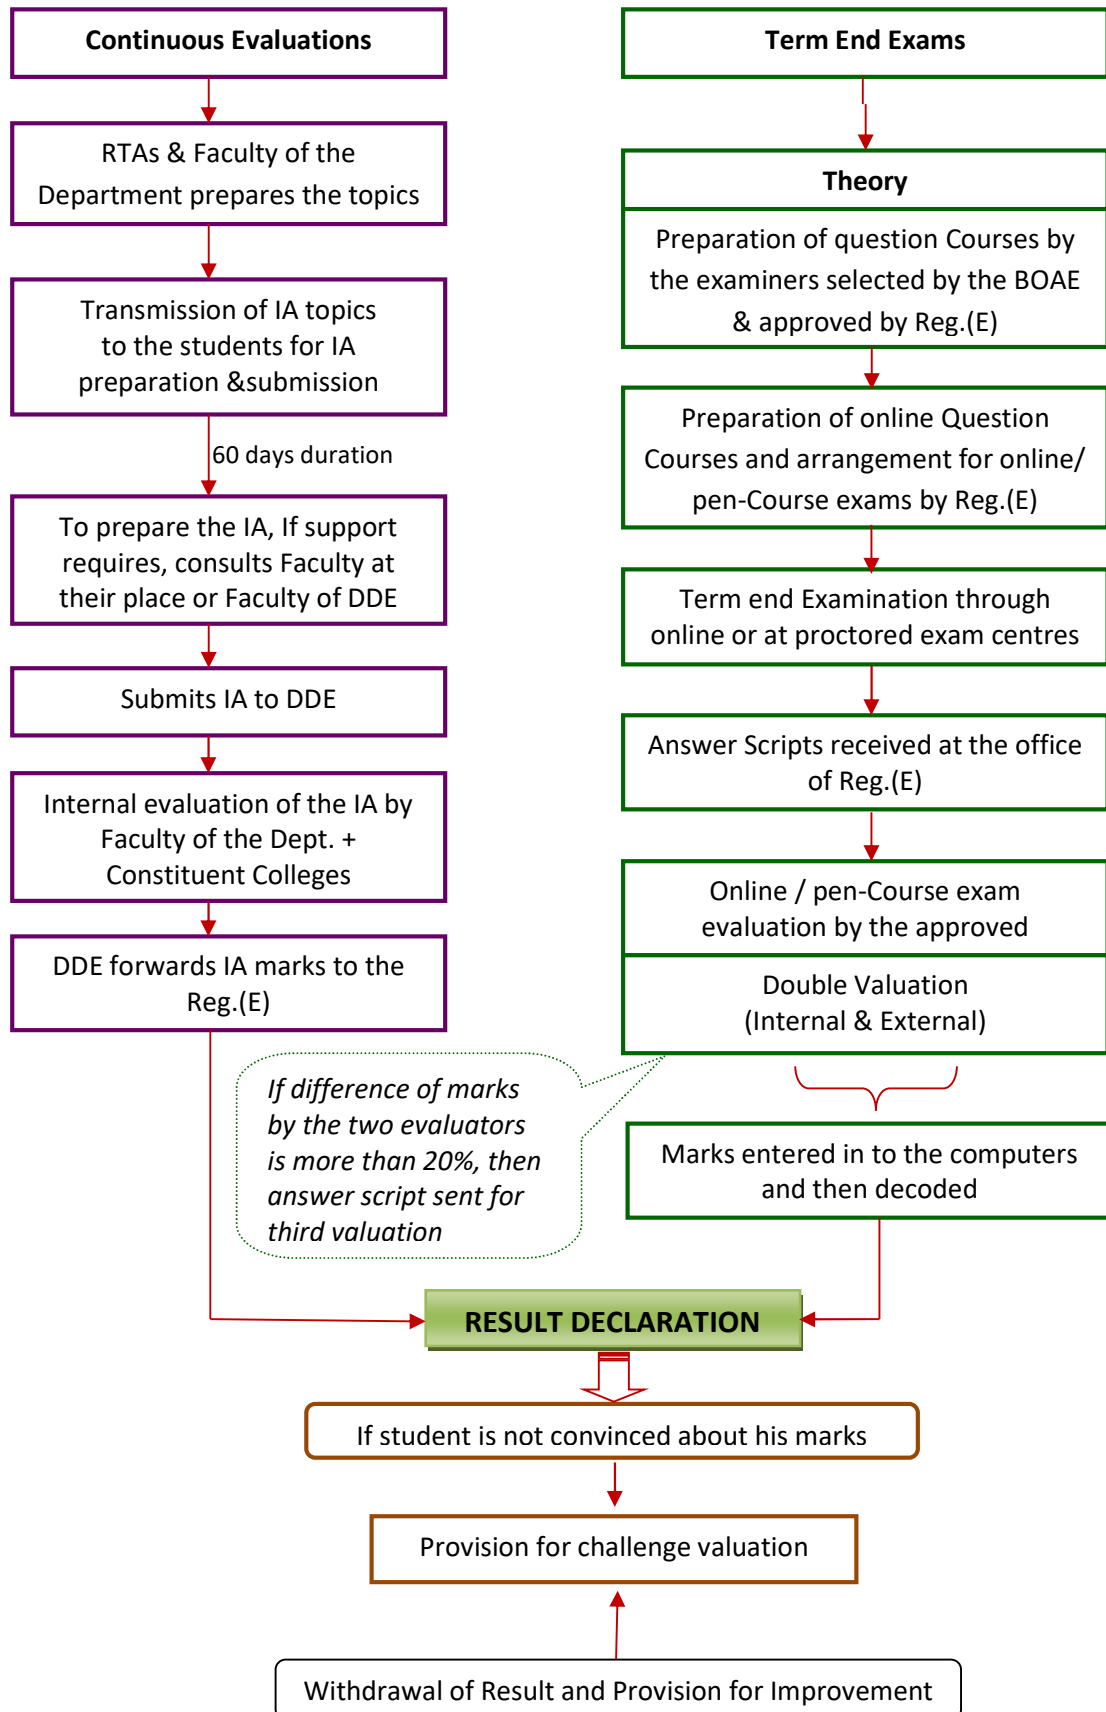 Continuous Evaluations
RTAs & Faculty of the
Department prepares the topics
Transmission of IA topics
to the students for IA
preparation &submission
60 days duration
To prepare the IA, If support
requires, consults Faculty at
their place or Faculty of DDE
Submits IA to DDE
Internal evaluation of the IA by
Faculty of the Dept. +
Constituent Colleges
DDE forwards IA marks to the
Reg.(E)
Term End Exams
Theory
Preparation of question Courses by
the examiners selected by the BOAE
& approved by Reg.(E)
Preparation of online Question
Courses and arrangement for online/
pen-Course exams by Reg.(E)
Term end Examination through
online or at proctored exam centres
Answer Scripts received at the office
of Reg.(E)
Online / pen-Course exam
evaluation by the approved
Double Valuation
(Internal & External)
If difference of marks
by the two evaluators
is more than 20%, then
answer script sent for
third valuation
Marks entered in to the computers
and then decoded
RESULT DECLARATION
If student is not convinced about his marks
Provision for challenge valuation
Withdrawal of Result and Provision for Improvement